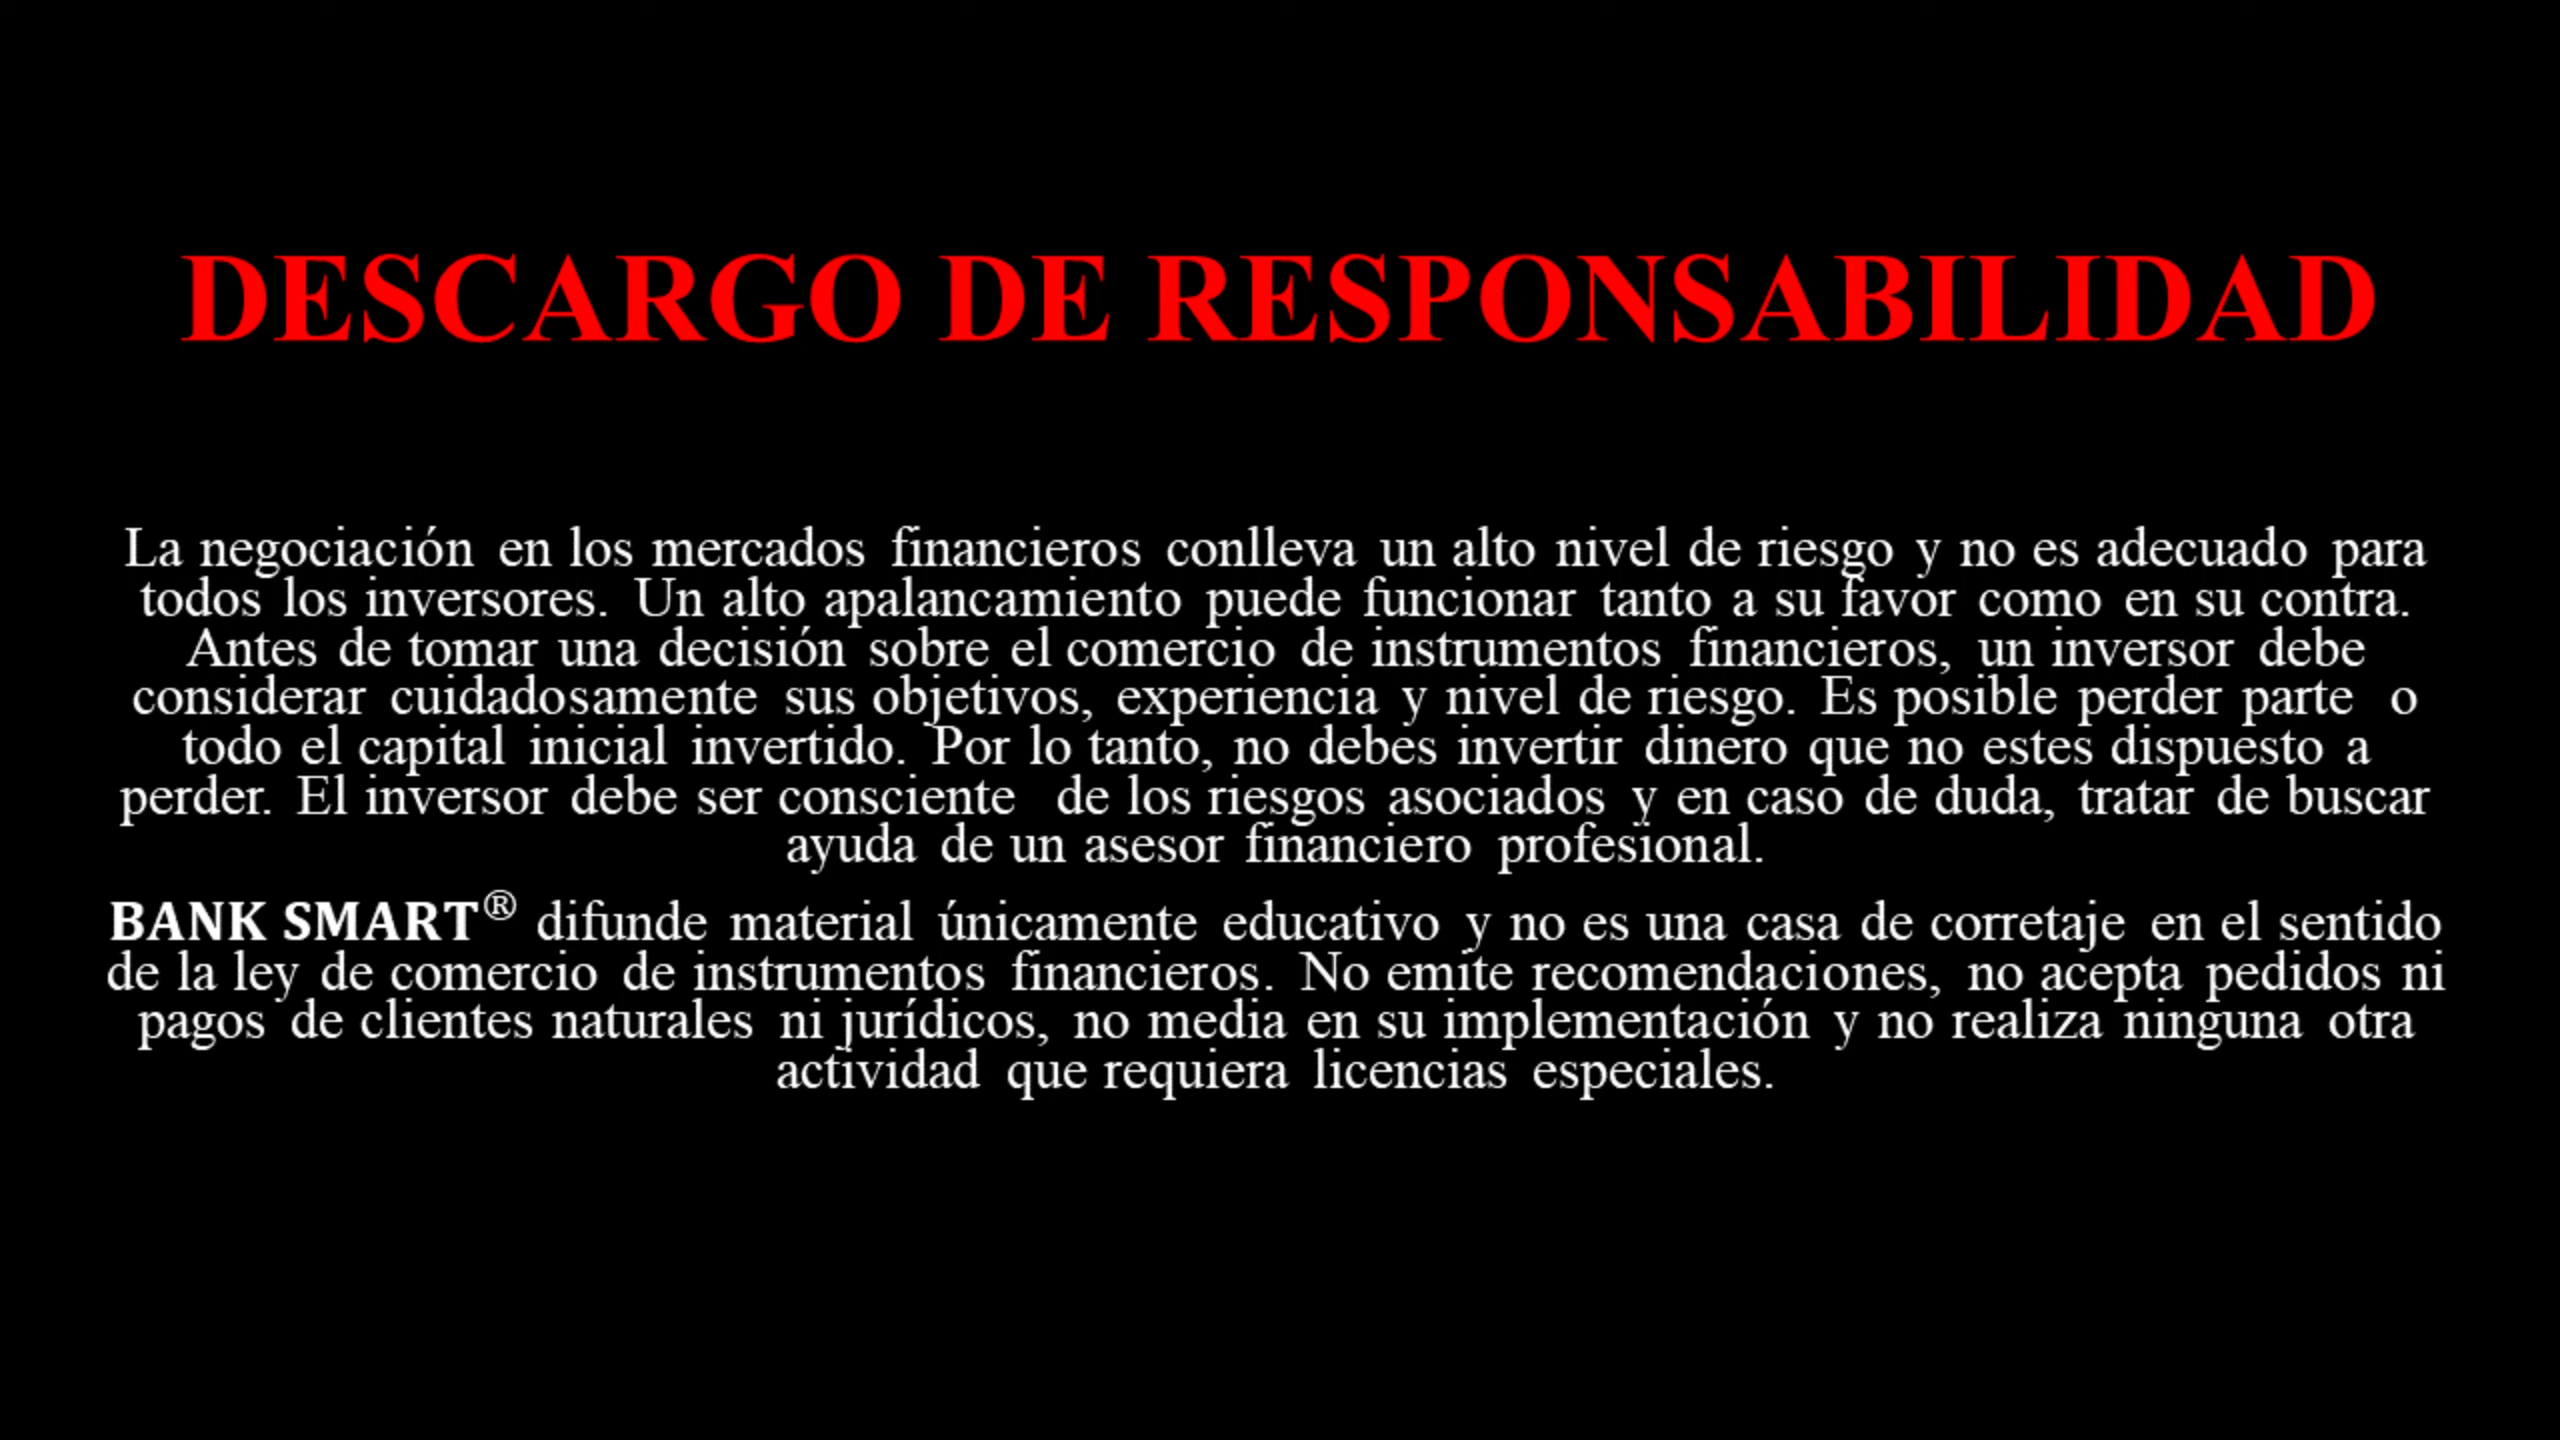 DESCARGO DE RESPONSABILIDAD
La negociación en los mercados financieros conlleva un alto nivel de riesgo y no es adecuado para
todos los inversores. Un alto apalancamiento puede funcionar tanto a su favor como en su contra.
Antes de tomar una decisión sobre el comercio de instrumentos financieros, un inversor debe
considerar cuidadosamente sus objetivos, experiencia y nivel de riesgo. Es posible perder parte o
todo el capital inicial invertido. Por lo tanto, no debes invertir dinero que no estes dispuesto a
perder. El inversor debe ser consciente de los riesgos asociados y en caso de duda, tratar de buscar
ayuda de un asesor financiero profesional.
BANK SMART® difunde material únicamente educativo y no es una casa de corretaje en el sentido
de la ley de comercio de instrumentos financieros. No emite recomendaciones, no acepta pedidos ni
pagos de clientes naturales ni jurídicos, no media en su implementación y no realiza ninguna otra
actividad que requiera licencias especiales.